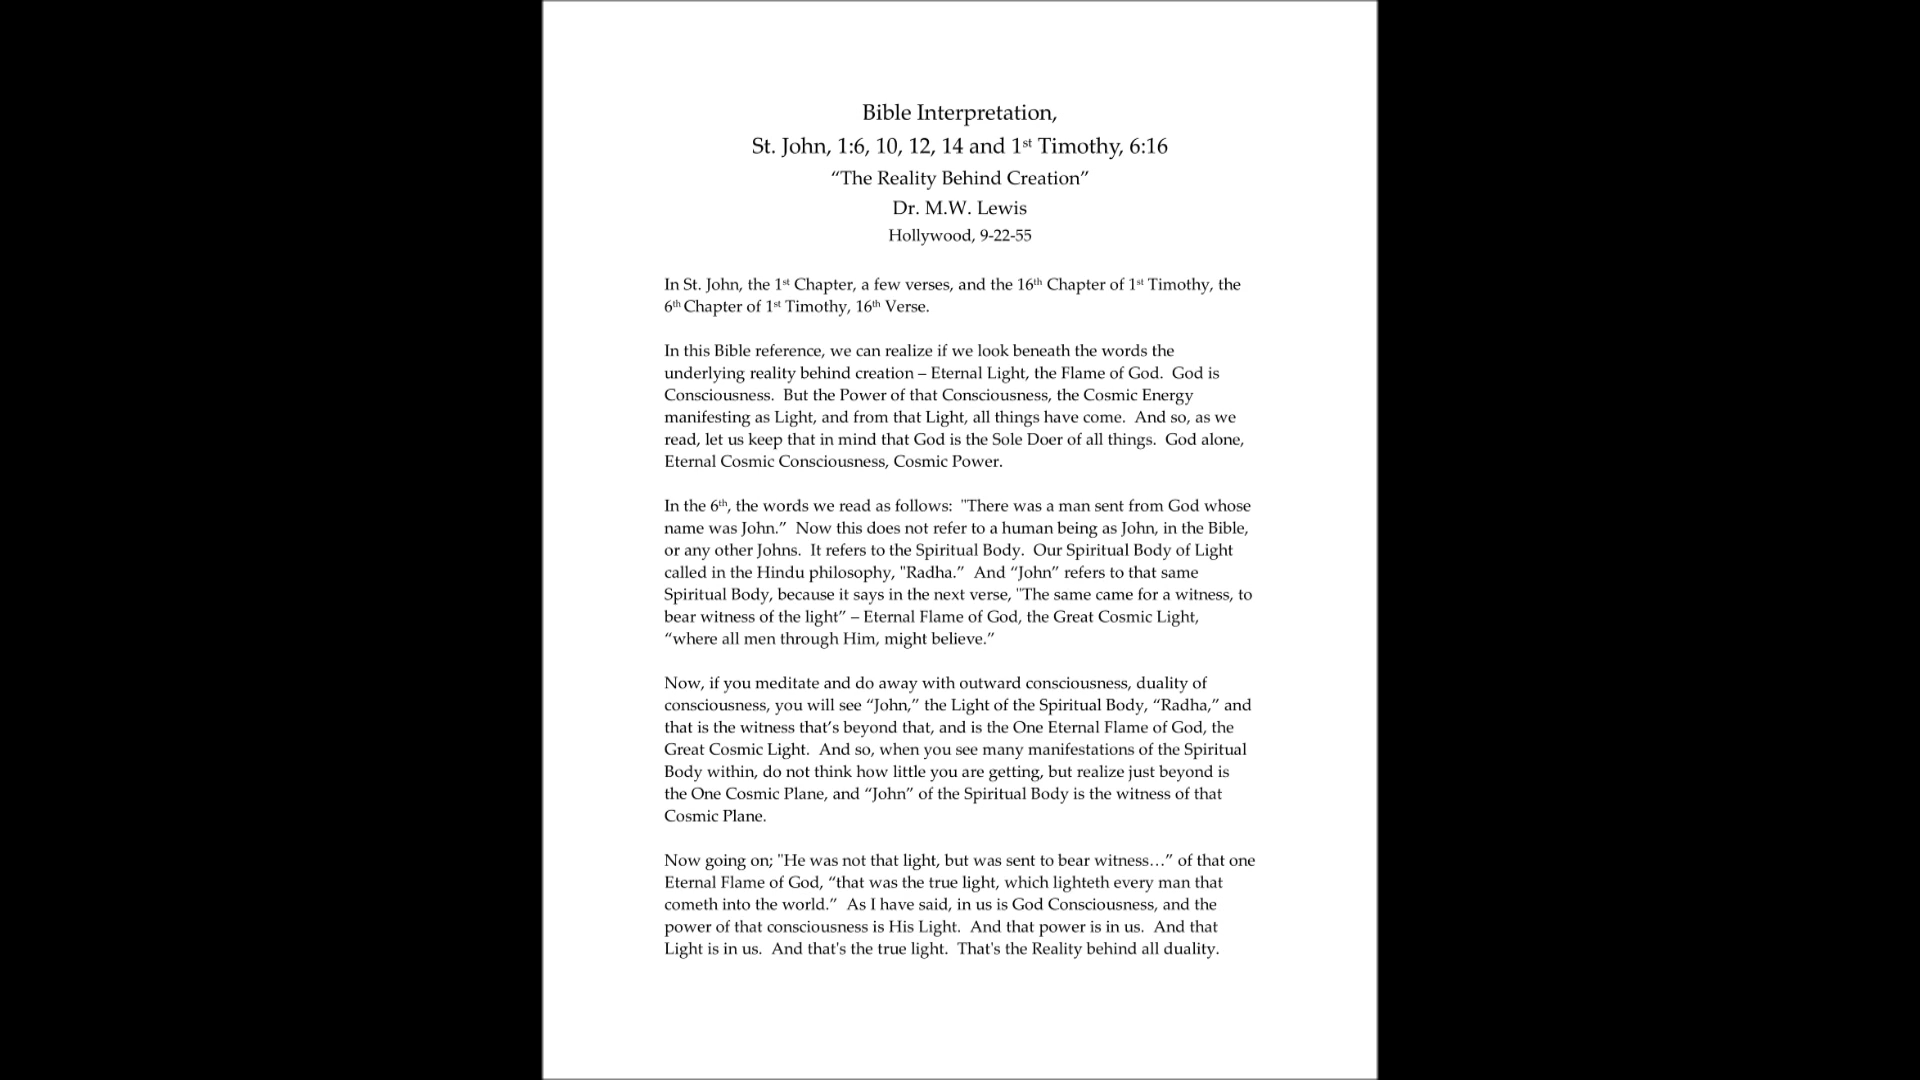 Bible Interpretation,
St. John, 1:6, 10, 12, 14 and 1st Timothy, 6:16
“The Reality Behind Creation”
Dr. M.W. Lewis
Hollywood, 9-22-55
In St. John, the 1st Chapter, a few verses, and the 16th Chapter of 1st Timothy, the
6th Chapter of 1st Timothy, 16th Verse.
In this Bible reference, we can realize if we look beneath the words the
underlying reality behind creation – Eternal Light, the Flame of God.  God is
Consciousness.  But the Power of that Consciousness, the Cosmic Energy
manifesting as Light, and from that Light, all things have come.  And so, as we
read, let us keep that in mind that God is the Sole Doer of all things.  God alone,
Eternal Cosmic Consciousness, Cosmic Power.
In the 6th, the words we read as follows:  "There was a man sent from God whose
name was John.”  Now this does not refer to a human being as John, in the Bible,
or any other Johns.  It refers to the Spiritual Body.  Our Spiritual Body of Light
called in the Hindu philosophy, "Radha.”  And “John” refers to that same
Spiritual Body, because it says in the next verse, "The same came for a witness, to
bear witness of the light” – Eternal Flame of God, the Great Cosmic Light,
“where all men through Him, might believe.”
Now, if you meditate and do away with outward consciousness, duality of
consciousness, you will see “John,” the Light of the Spiritual Body, “Radha,” and
that is the witness that’s beyond that, and is the One Eternal Flame of God, the
Great Cosmic Light.  And so, when you see many manifestations of the Spiritual
Body within, do not think how little you are getting, but realize just beyond is
the One Cosmic Plane, and “John” of the Spiritual Body is the witness of that
Cosmic Plane.
Now going on; "He was not that light, but was sent to bear witness…” of that one
Eternal Flame of God, “that was the true light, which lighteth every man that
cometh into the world.”  As I have said, in us is God Consciousness, and the
power of that consciousness is His Light.  And that power is in us.  And that
Light is in us.  And that's the true light.  That's the Reality behind all duality.